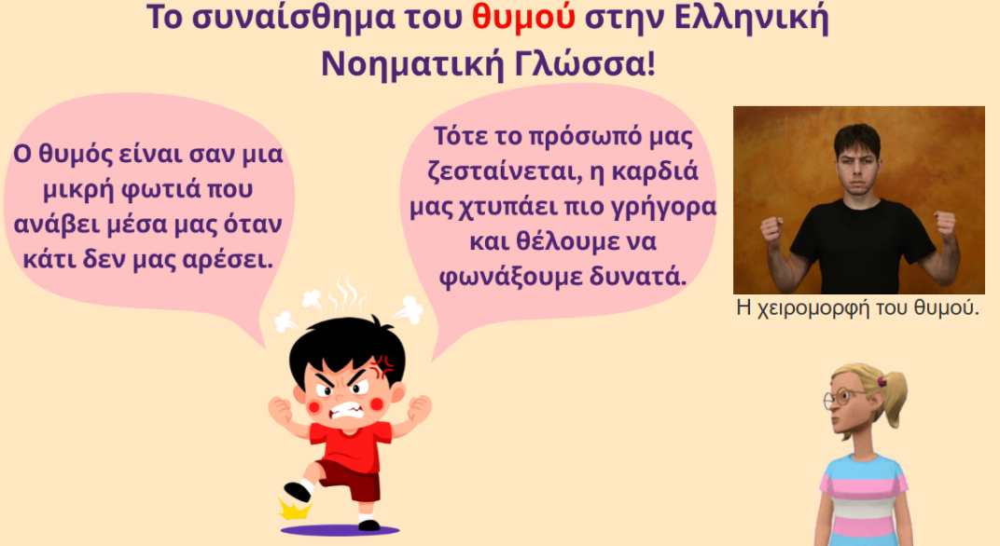 Το συναίσθημα του θυμού στην Ελληνική
Νοηματική Γλώσσα!
Ο θυμός είναι σαν μια
μικρή φωτιά που
ανάβει μέσα μας όταν
κάτι δεν μας αρέσει.
Τότε το πρόσωπό μας
ζεσταίνεται, η καρδιά
μας χτυπάει πιο γρήγορα
και θέλουμε να
φωνάξουμε δυνατά.
Η χειρομορφή του θυμού.